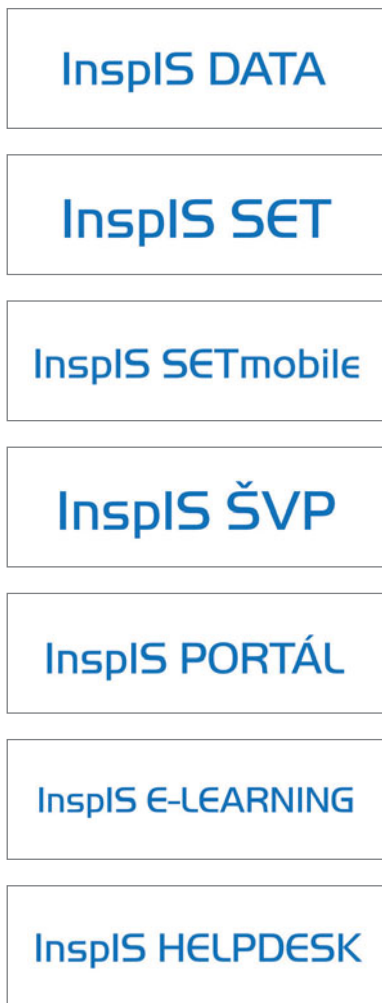 InspIS DATA
InspIS SET
InspIS SETmobile
InspIS ŠVP
InspIS PORTÁL
InspIS E-LEARNING
InspIS HELPDESK